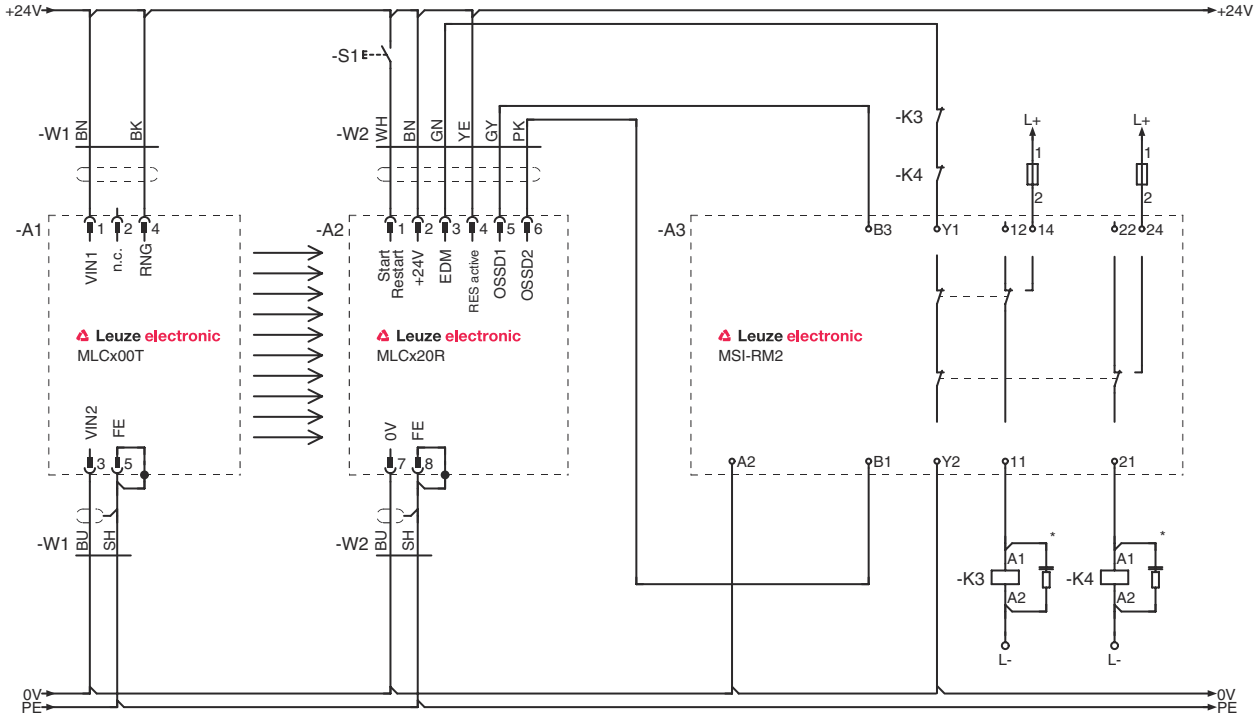 +24V +24V
-S1
-W1 BN BK
-W2 WH BN GN YE GY PK
-K3
-K4
L+ L+
1 1
2 2
-A1 1 2 4
VIN1 n.c. RNG
-A2 1 2 3 4 5 6
Start Restart +24V EDM RES active OSSD1 OSSD2
-A3 B3 Y1 12 14 22 24
Leuze electronic
MLCx00T
Leuze electronic
MLCx20R
Leuze electronic
MSI-RM2
VIN2 FE
3 5
0V FE
7 8
A2 B1 Y2 11 21
-W1 BU SH
-W2 BU SH
* *
-K3 A1 A2
-K4 A1 A2
L- L-
0V 0V
PE PE